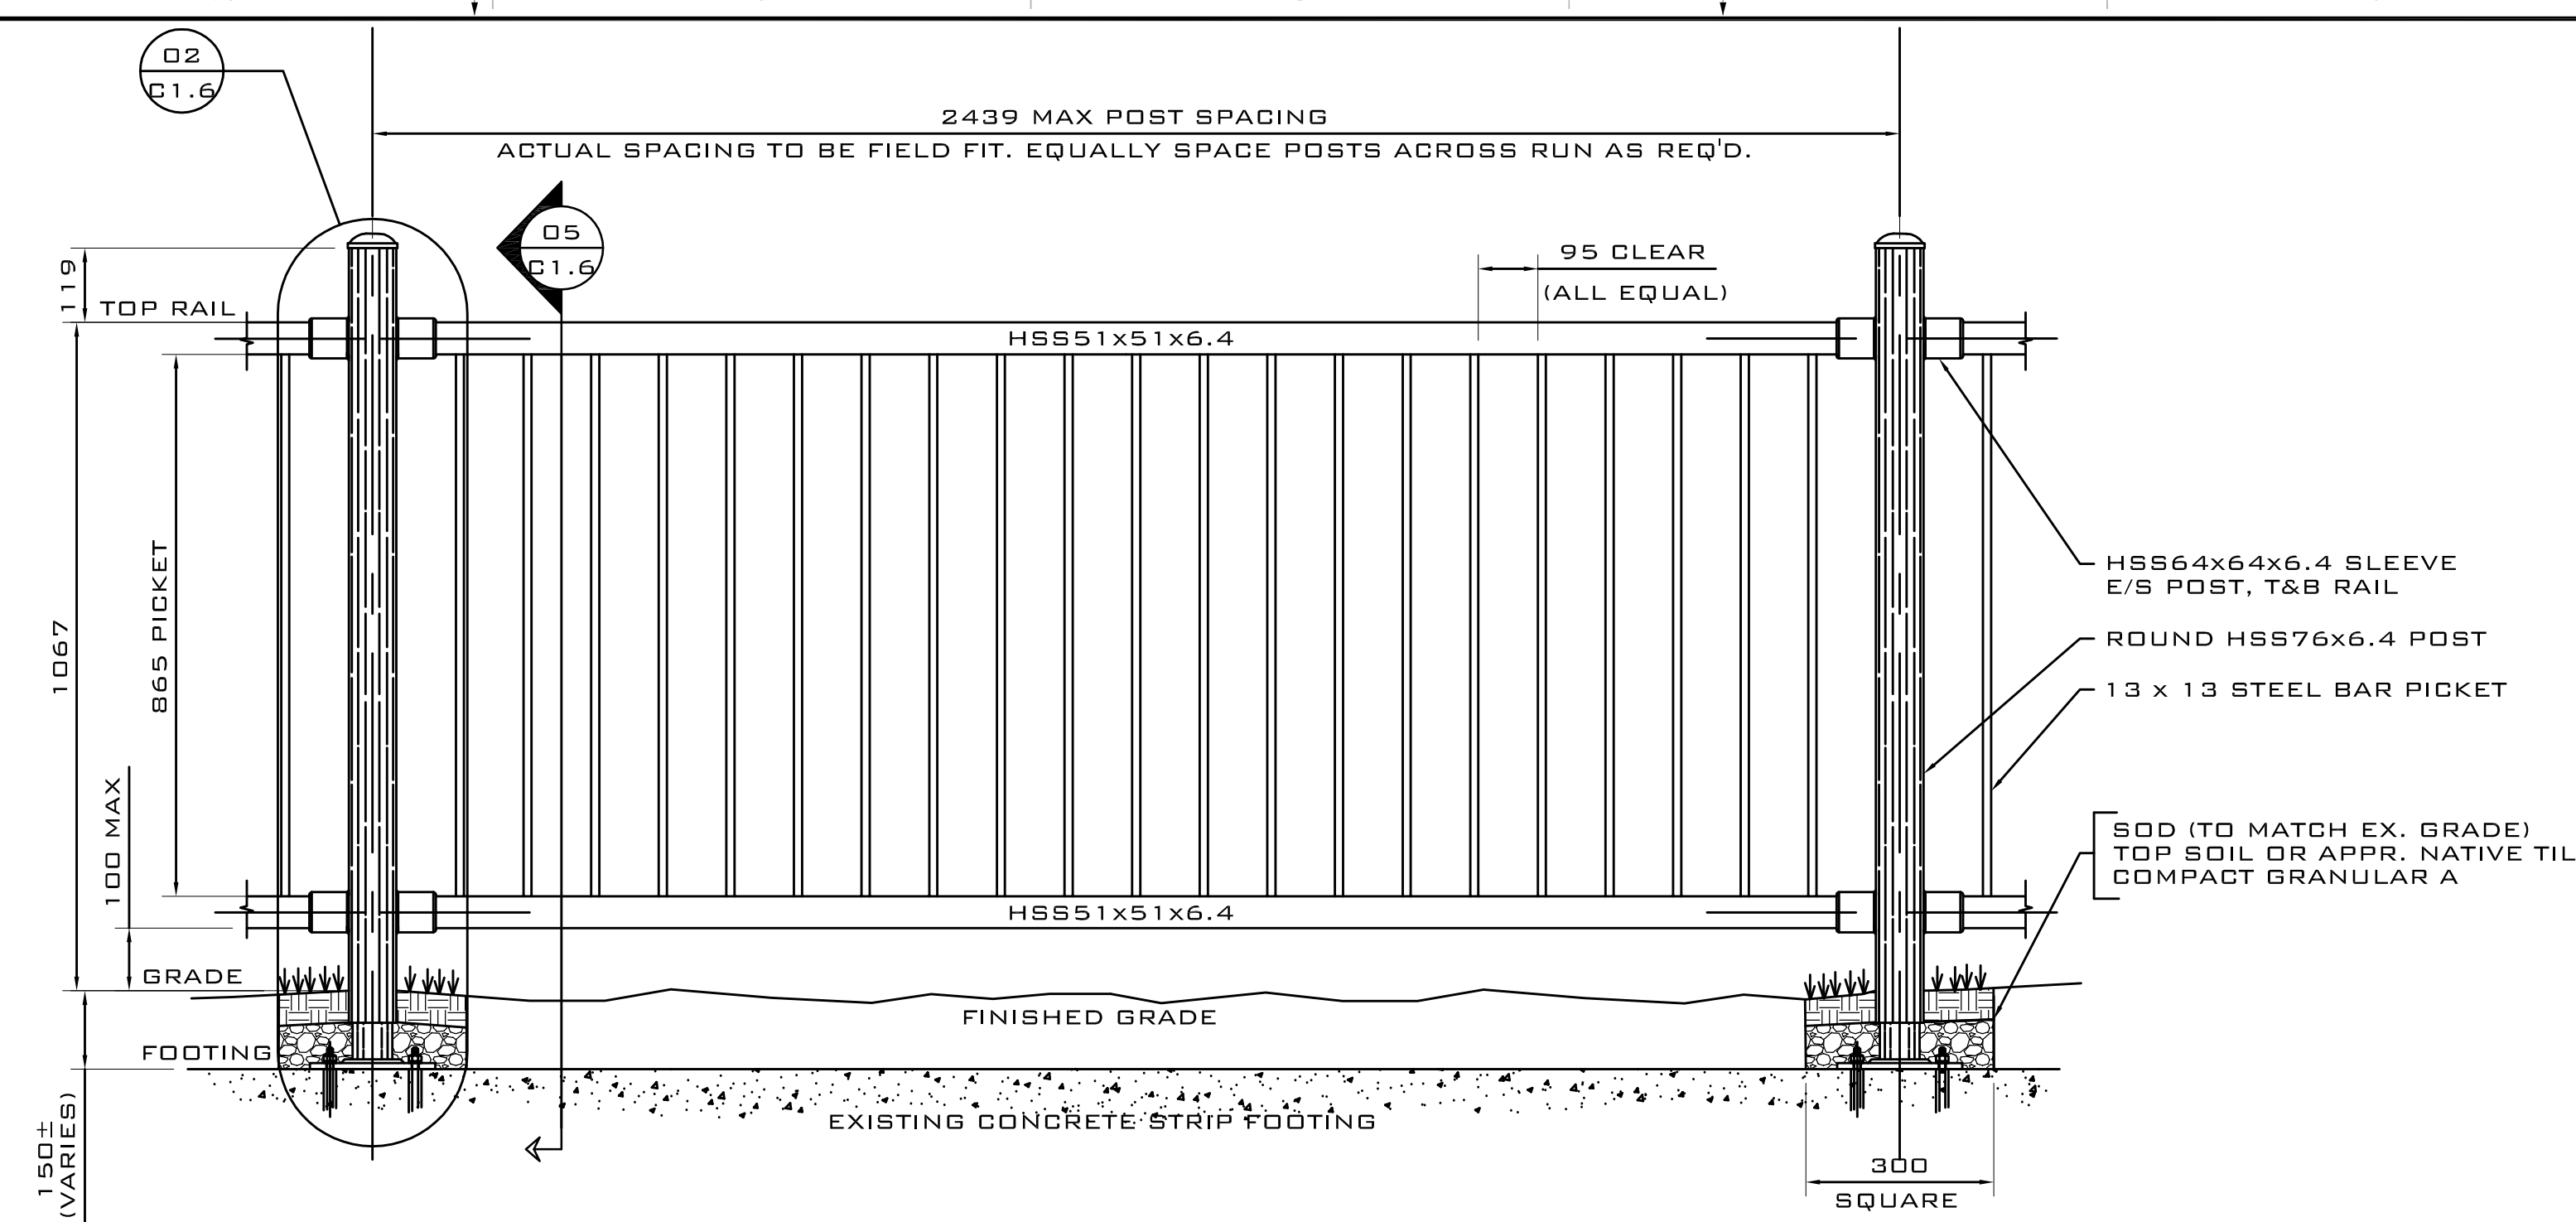 02
C1.6
2439 MAX POST SPACING
ACTUAL SPACING TO BE FIELD FIT. EQUALLY SPACE POSTS ACROSS RUN AS REQ'D.
05
C1.6
95 CLEAR
(ALL EQUAL)
119
TOP RAIL
HSS51x51x6.4
1067
865 PICKET
100 MAX
HSS64x64x6.4 SLEEVE
E/S POST, T&B RAIL
ROUND HSS76x6.4 POST
13 x 13 STEEL BAR PICKET
SOD (TO MATCH EX. GRADE)
TOP SOIL OR APPR. NATIVE TIL
COMPACT GRANULAR A
HSS51x51x6.4
GRADE
FINISHED GRADE
FOOTING
EXISTING CONCRETE STRIP FOOTING
150±
(VARIES)
300
SQUARE